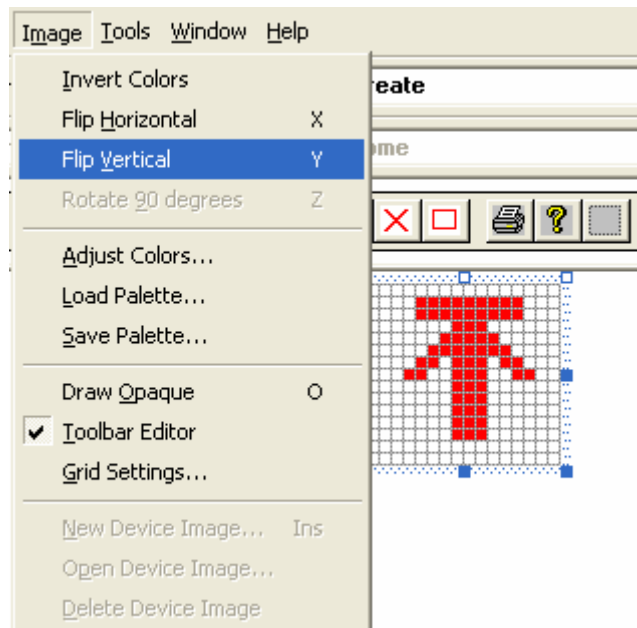 Image Tools Window Help
Invert Colors
reate
Flip Horizontal X
ome
Flip Vertical Y
Rotate 90 degrees Z
?
Adjust Colors...
Load Palette...
Save Palette...
Draw Opaque O
Toolbar Editor
Grid Settings...
New Device Image... Ins
Open Device Image...
Delete Device Image